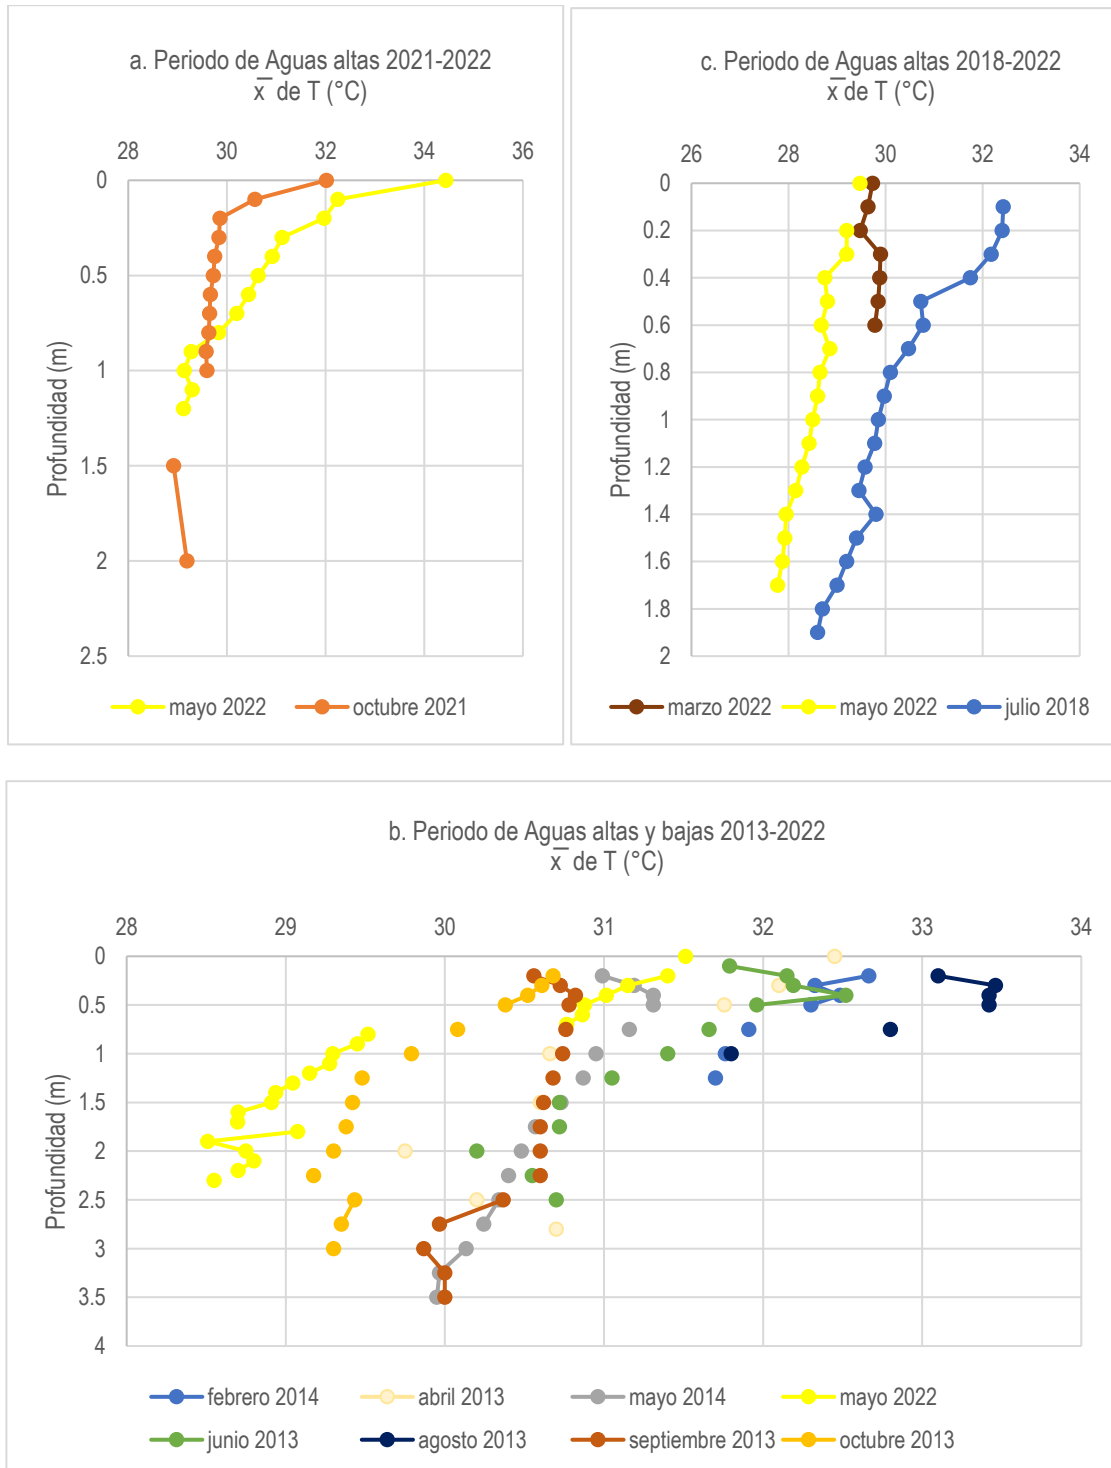 a. Periodo de Aguas altas 2021-2022
x̅ de T (°C)
28 30 32 34 36
0
0.5
1
1.5
2
2.5
Profundidad (m)
mayo 2022 octubre 2021
c. Periodo de Aguas altas 2018-2022
x̅ de T (°C)
26 28 30 32 34
0
0.2
0.4
0.6
0.8
1
1.2
1.4
1.6
1.8
2
Profundidad (m)
marzo 2022 mayo 2022 julio 2018
b. Periodo de Aguas altas y bajas 2013-2022
x̅ de T (°C)
28 29 30 31 32 33 34
0
0.5
1
1.5
2
2.5
3
3.5
4
Profundidad (m)
febrero 2014 abril 2013 mayo 2014 mayo 2022
junio 2013 agosto 2013 septiembre 2013 octubre 2013